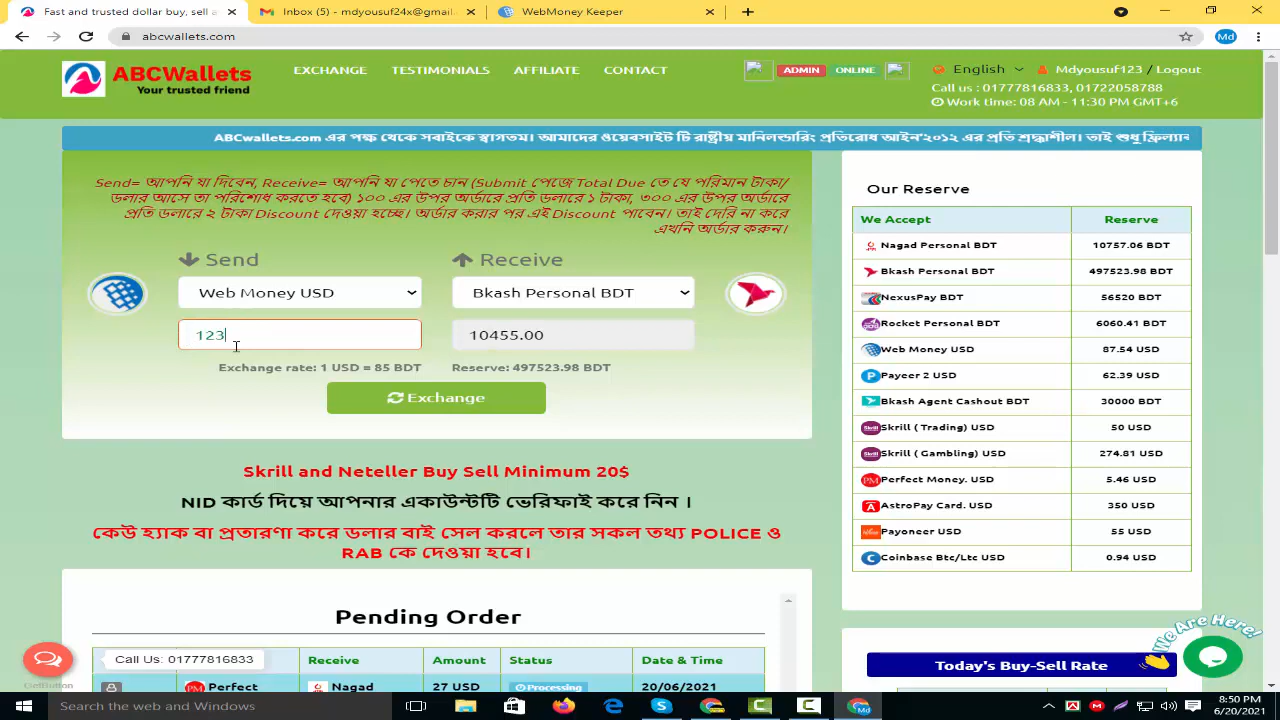 Fast and trusted dollar buy, sell a
Inbox (5) - mdyousuf24x@gmail
WebMoney Keeper
abcwallets.com
Md
ABCWallets
Your trusted friend
EXCHANGE
TESTIMONIALS
AFFILIATE
CONTACT
ADMIN
ONLINE
English
Mdyousuf123 / Logout
Call us : 01777816833, 01722058788
Work time: 08 AM - 11:30 PM GMT+6
ABCwallets.com এর পক্ষ থেকে সবাইকে স্বাগতম। আমাদের ওয়েবসাইট টি রাষ্ট্রীয় মানিলন্ডারিং প্রতিরোধ আইন'২০১২ এর প্রতি শ্রদ্ধাশীল। তাই শুধু ফ্রিল্যান্
Send= আপনি যা দিবেন, Receive= আপনি যা পেতে চান (Submit পেজে Total Due তে যে পরিমান টাকা/
ডলার আসে তা পরিশোধ করতে হবে) ১০০ এর উপর অর্ডারে প্রতি ডলারে ১ টাকা, ৩০০ এর উপর অর্ডারে
প্রতি ডলারে ২ টাকা Discount দেওয়া হচ্ছে। অর্ডার করার পর এই Discount পাবেন। তাই দেরি না করে
এখনি অর্ডার করুন।
Send
Receive
Web Money USD
Bkash Personal BDT
123
10455.00
Exchange rate: 1 USD = 85 BDT
Reserve: 497523.98 BDT
Exchange
Skrill and Neteller Buy Sell Minimum 20$
NID কার্ড দিয়ে আপনার একাউন্টটি ভেরিফাই করে নিন ।
কেউ হ্যাক বা প্রতারণা করে ডলার বাই সেল করলে তার সকল তথ্য POLICE ও
RAB কে দেওয়া হবে।
Pending Order
Receive
Amount
Status
Date & Time
Perfect
Nagad
27 USD
Processing
20/06/2021
Call Us: 01777816833
GetButton
Our Reserve
We Accept
Reserve
Nagad Personal BDT
10757.06 BDT
Bkash Personal BDT
497523.98 BDT
NexusPay BDT
56520 BDT
Rocket Personal BDT
6060.41 BDT
Web Money USD
87.54 USD
Payeer 2 USD
62.39 USD
Bkash Agent Cashout BDT
30000 BDT
Skrill ( Trading) USD
50 USD
Skrill ( Gambling) USD
274.81 USD
Perfect Money. USD
5.46 USD
AstroPay Card. USD
350 USD
Payoneer USD
55 USD
Coinbase Btc/Ltc USD
0.94 USD
We Are Here!
Today's Buy-Sell Rate
Search the web and Windows
8:50 PM
6/20/2021